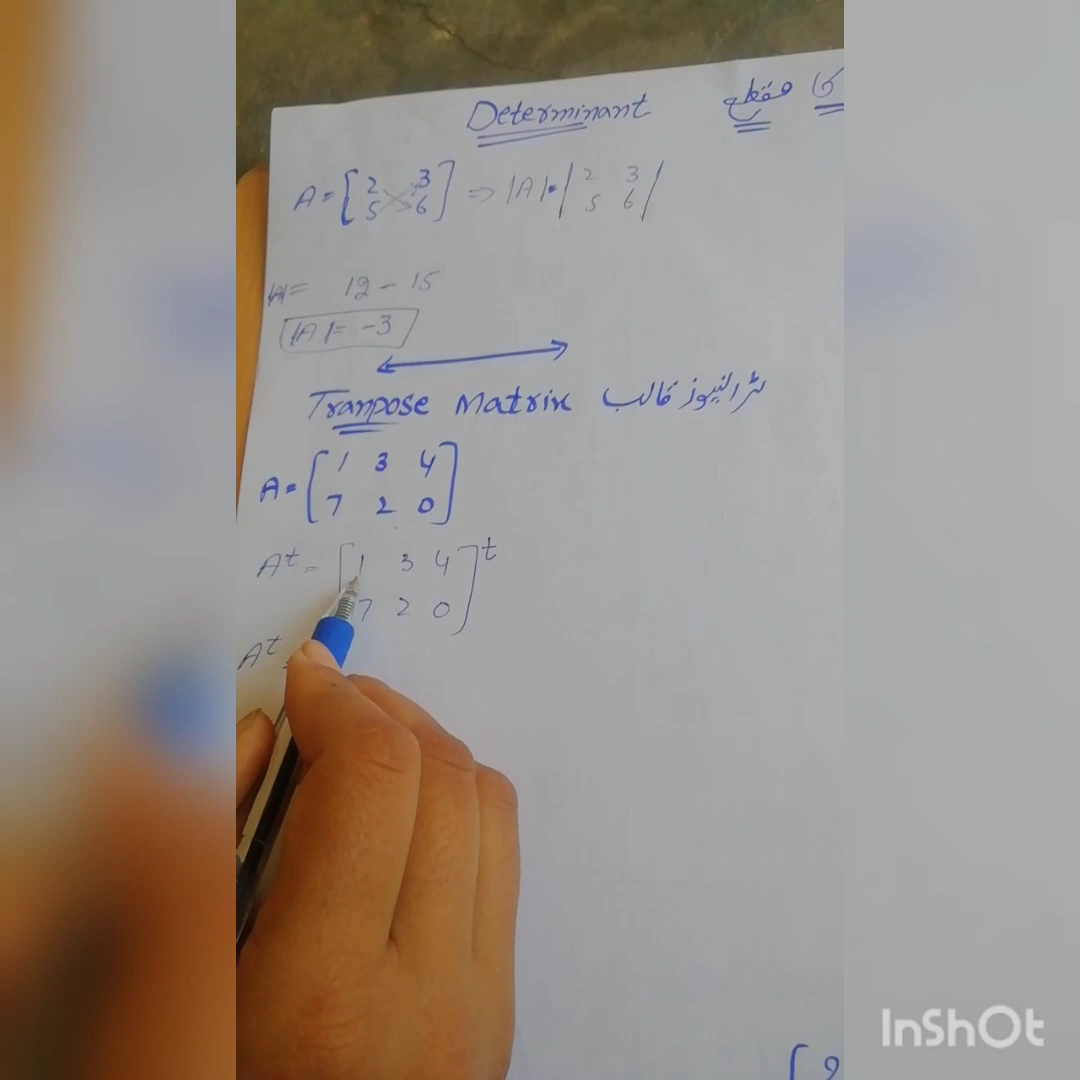 Determinant مقطع کا
A = [2 3 5 6] => |A| = |2 3 5 6|
|A| = 12 - 15
|A| = -3
Tranpose Matrix ٹرانپوز قالب
A = [1 3 4
7 2 0]
Aᵗ = [1 3 4
7 2 0]ᵗ
Aᵗ =
InShOt